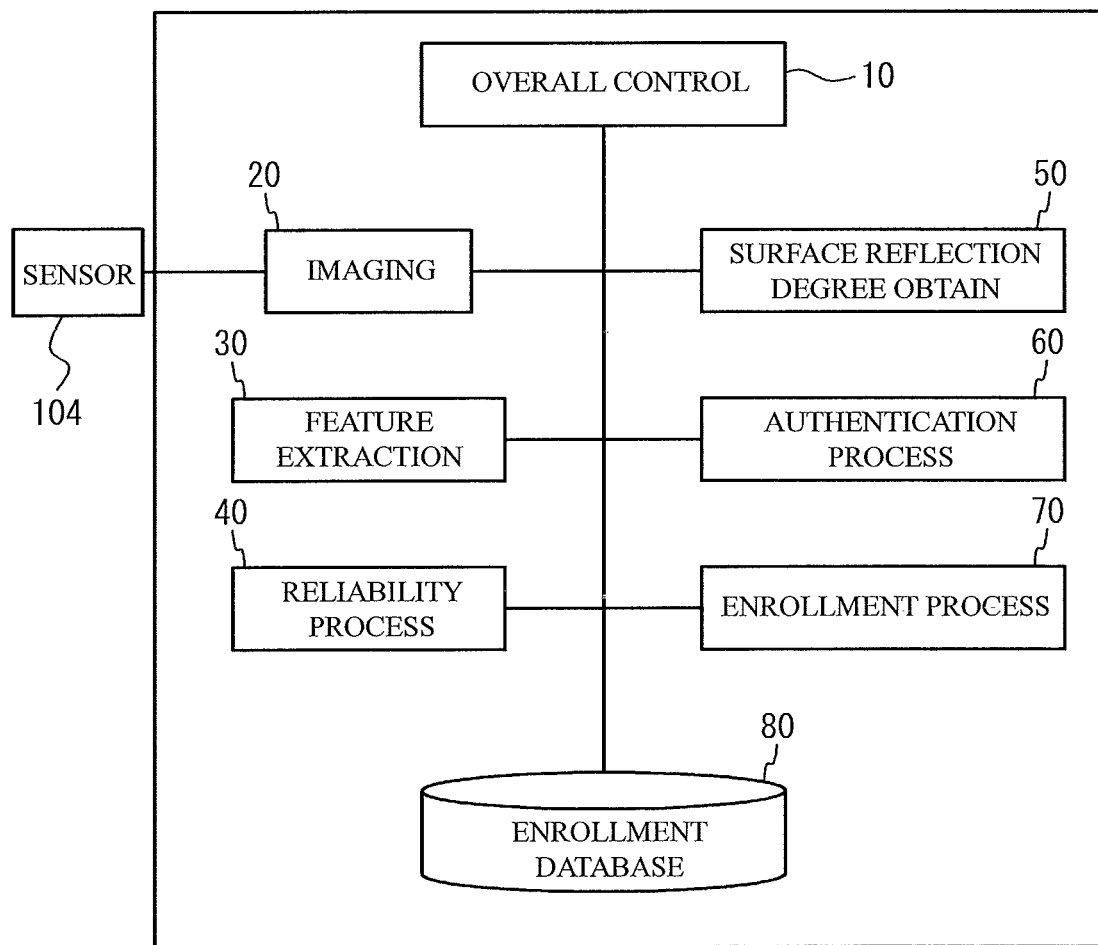 OVERALL CONTROL
10
20
50
SENSOR
IMAGING
SURFACE REFLECTION
DEGREE OBTAIN
104
30
60
FEATURE
EXTRACTION
AUTHENTICATION
PROCESS
40
70
RELIABILITY
PROCESS
ENROLLMENT PROCESS
80
ENROLLMENT
DATABASE